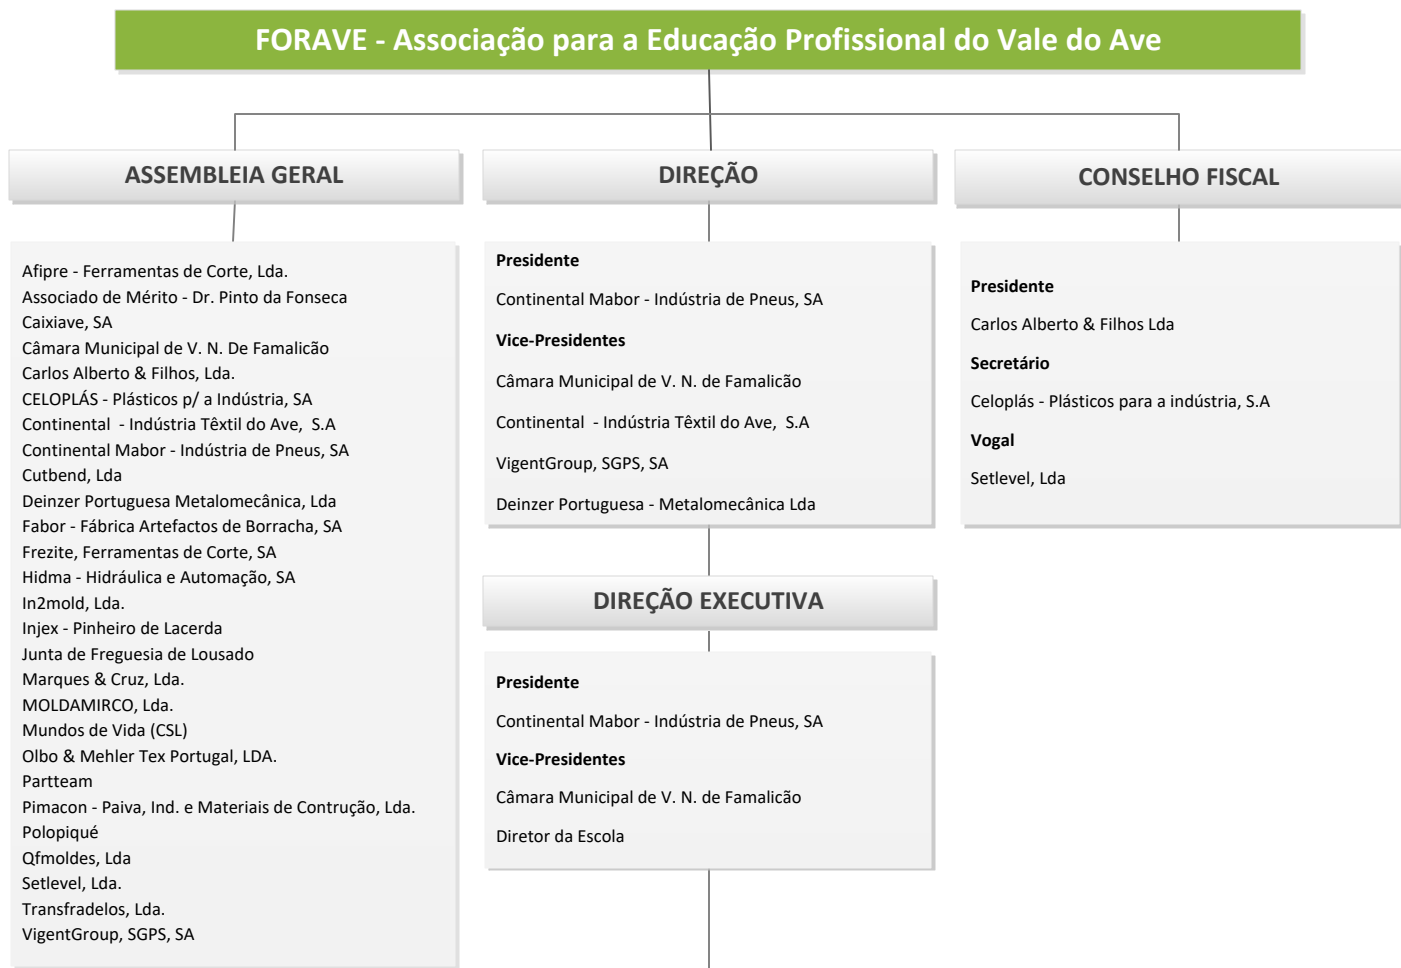 FORAVE - Associação para a Educação Profissional do Vale do Ave
ASSEMBLEIA GERAL
Afipre - Ferramentas de Corte, Lda.
Associado de Mérito - Dr. Pinto da Fonseca
Caixiave, SA
Câmara Municipal de V. N. De Famalicão
Carlos Alberto & Filhos, Lda.
CELOPLÁS - Plásticos p/ a Indústria, SA
Continental  - Indústria Têxtil do Ave,  S.A
Continental Mabor - Indústria de Pneus, SA
Cutbend, Lda
Deinzer Portuguesa Metalomecânica, Lda
Fabor - Fábrica Artefactos de Borracha, SA
Frezite, Ferramentas de Corte, SA
Hidma - Hidráulica e Automação, SA
In2mold, Lda.
Injex - Pinheiro de Lacerda
Junta de Freguesia de Lousado
Marques & Cruz, Lda.
MOLDAMIRCO, Lda.
Mundos de Vida (CSL)
Olbo & Mehler Tex Portugal, LDA.
Partteam
Pimacon - Paiva, Ind. e Materiais de Contrução, Lda.
Polopiqué
Qfmoldes, Lda
Setlevel, Lda.
Transfradelos, Lda.
VigentGroup, SGPS, SA
DIREÇÃO
Presidente
Continental Mabor - Indústria de Pneus, SA
Vice-Presidentes
Câmara Municipal de V. N. de Famalicão
Continental  - Indústria Têxtil do Ave,  S.A
VigentGroup, SGPS, SA
Deinzer Portuguesa - Metalomecânica Lda
DIREÇÃO EXECUTIVA
Presidente
Continental Mabor - Indústria de Pneus, SA
Vice-Presidentes
Câmara Municipal de V. N. de Famalicão
Diretor da Escola
CONSELHO FISCAL
Presidente
Carlos Alberto & Filhos Lda
Secretário
Celoplás - Plásticos para a indústria, S.A
Vogal
Setlevel, Lda